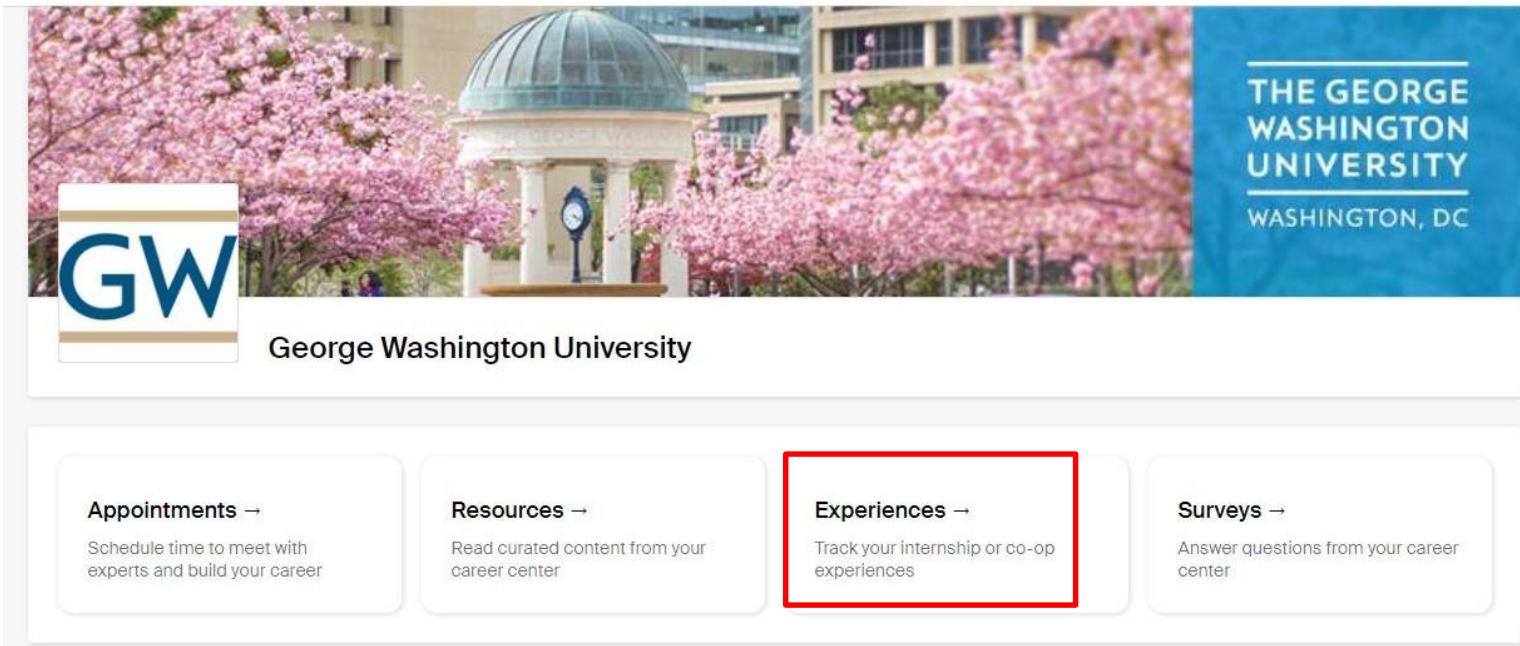 THE GEORGE
WASHINGTON
UNIVERSITY
WASHINGTON, DC
GW
George Washington University
Appointments →
Schedule time to meet with
experts and build your career
Resources →
Read curated content from your
career center
Experiences →
Track your internship or co-op
experiences
Surveys →
Answer questions from your career
center